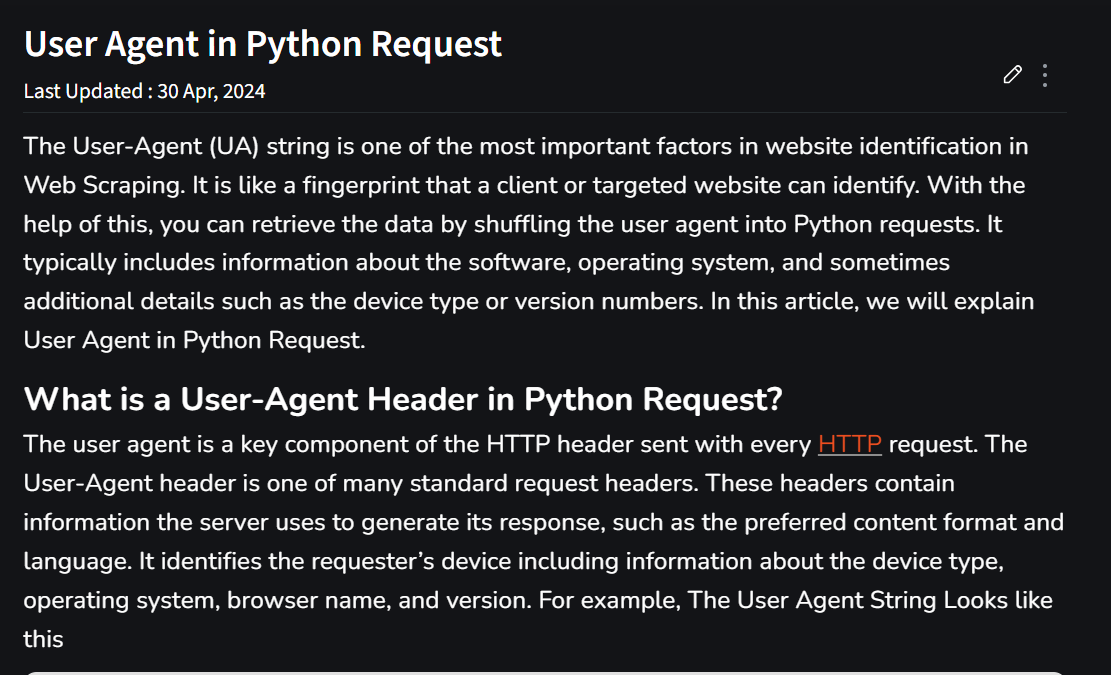 User Agent in Python Request
Last Updated : 30 Apr, 2024
The User-Agent (UA) string is one of the most important factors in website identification in
Web Scraping. It is like a fingerprint that a client or targeted website can identify. With the
help of this, you can retrieve the data by shuffling the user agent into Python requests. It
typically includes information about the software, operating system, and sometimes
additional details such as the device type or version numbers. In this article, we will explain
User Agent in Python Request.
What is a User-Agent Header in Python Request?
The user agent is a key component of the HTTP header sent with every HTTP request. The
User-Agent header is one of many standard request headers. These headers contain
information the server uses to generate its response, such as the preferred content format and
language. It identifies the requester’s device including information about the device type,
operating system, browser name, and version. For example, The User Agent String Looks like
this